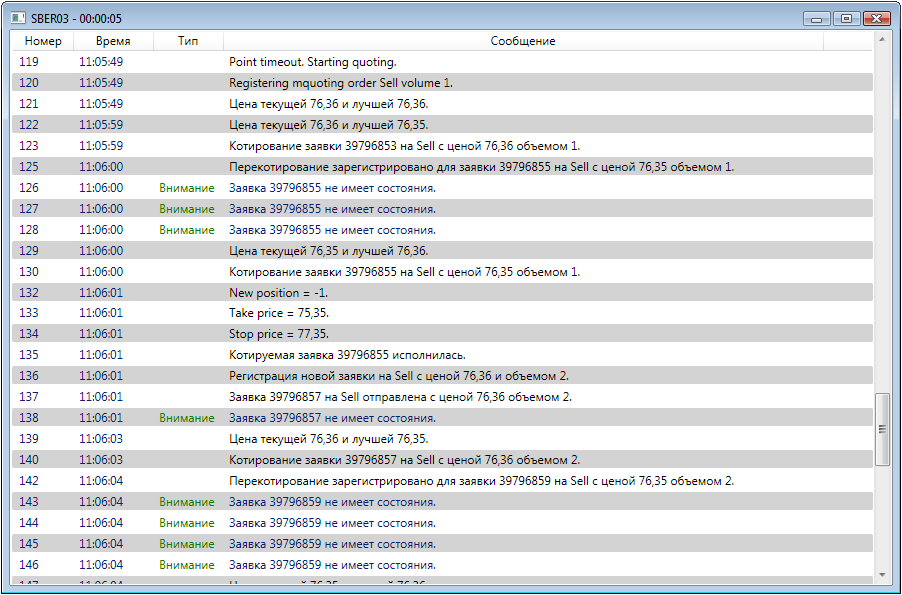 SBER03 - 00:00:05
Номер Время Тип Сообщение
119 11:05:49 Point timeout. Starting quoting.
120 11:05:49 Registering mquoting order Sell volume 1.
121 11:05:49 Цена текущей 76,36 и лучшей 76,36.
122 11:05:59 Цена текущей 76,36 и лучшей 76,35.
123 11:05:59 Котирование заявки 39796853 на Sell с ценой 76,36 объемом 1.
125 11:06:00 Перекотирование зарегистрировано для заявки 39796855 на Sell с ценой 76,35 объемом 1.
126 11:06:00 Внимание Заявка 39796855 не имеет состояния.
127 11:06:00 Внимание Заявка 39796855 не имеет состояния.
128 11:06:00 Внимание Заявка 39796855 не имеет состояния.
129 11:06:00 Цена текущей 76,35 и лучшей 76,36.
130 11:06:00 Котирование заявки 39796855 на Sell с ценой 76,35 объемом 1.
132 11:06:01 New position = -1.
133 11:06:01 Take price = 75,35.
134 11:06:01 Stop price = 77,35.
135 11:06:01 Котируемая заявка 39796855 исполнилась.
136 11:06:01 Регистрация новой заявки на Sell с ценой 76,36 и объемом 2.
137 11:06:01 Заявка 39796857 на Sell отправлена с ценой 76,36 объемом 2.
138 11:06:01 Внимание Заявка 39796857 не имеет состояния.
139 11:06:03 Цена текущей 76,36 и лучшей 76,35.
140 11:06:03 Котирование заявки 39796857 на Sell с ценой 76,36 объемом 2.
142 11:06:04 Перекотирование зарегистрировано для заявки 39796859 на Sell с ценой 76,35 объемом 2.
143 11:06:04 Внимание Заявка 39796859 не имеет состояния.
144 11:06:04 Внимание Заявка 39796859 не имеет состояния.
145 11:06:04 Внимание Заявка 39796859 не имеет состояния.
146 11:06:04 Внимание Заявка 39796859 не имеет состояния.